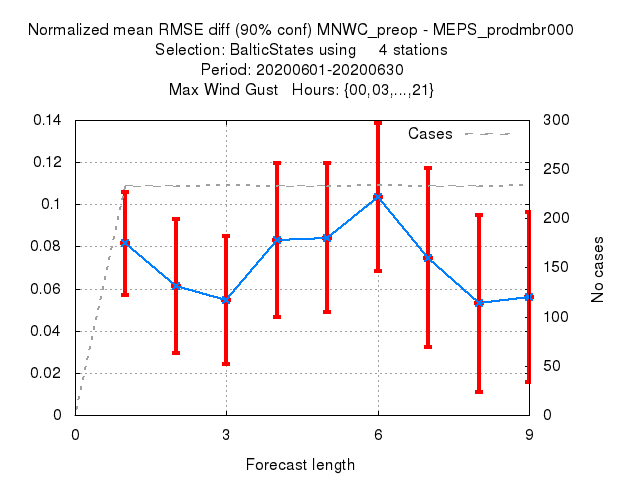 Normalized mean RMSE diff (90% conf) MNWC_preop - MEPS_prodmbr000
Selection: BalticStates using     4 stations
Period: 20200601-20200630
Max Wind Gust   Hours: {00,03,...,21}
0.14
0.12
0.1
0.08
0.06
0.04
0.02
0
300
250
200
150
100
50
0
Cases
No cases
0
3
6
9
Forecast length